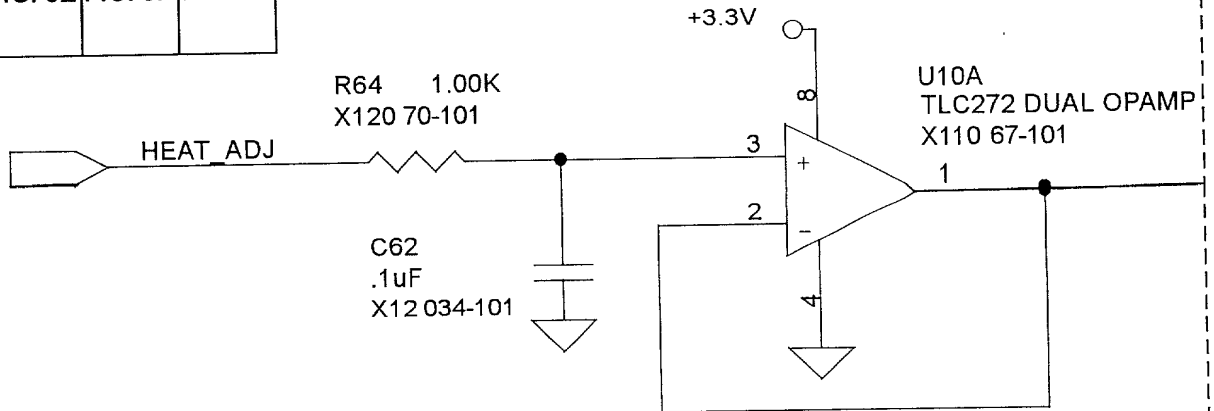 +3.3V
R64 1.00K
X120 70-101
U10A
TLC272 DUAL OPAMP
X110 67-101
8
HEAT_ADJ
3
+
1
2
-
C62
.1uF
X12 034-101
4